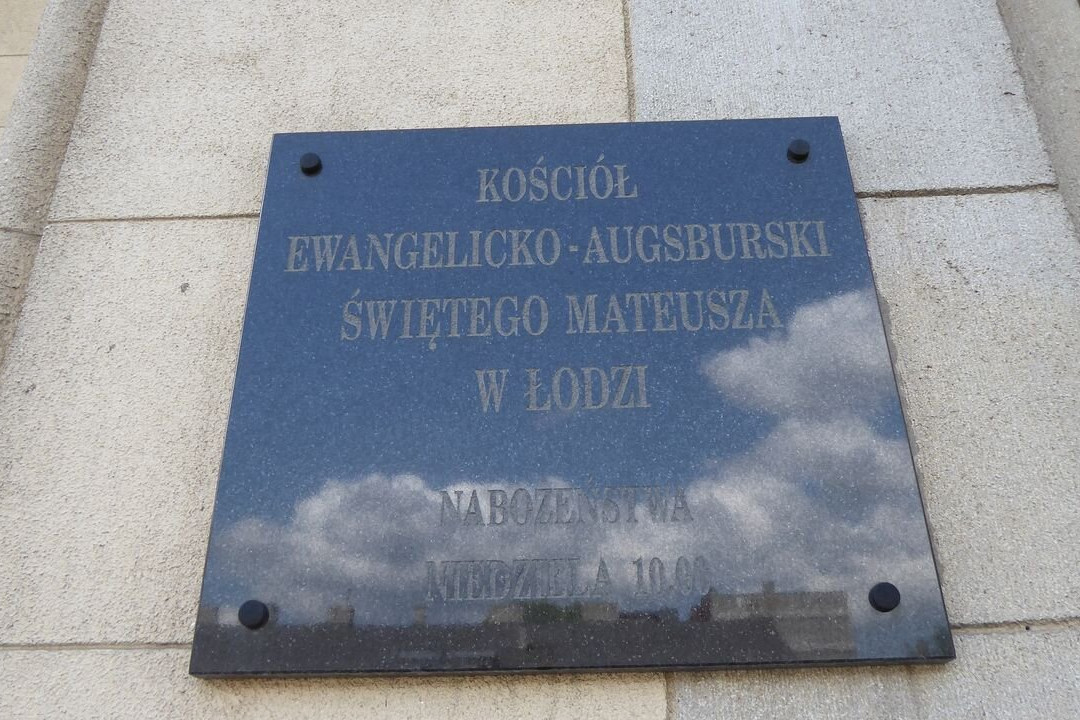 KOŚCIÓŁ
EWANGELICKO-AUGSBURSKI
ŚWIĘTEGO MATEUSZA
W ŁODZI
NABOŻEŃSTWA
NIEDZIELA 10.00